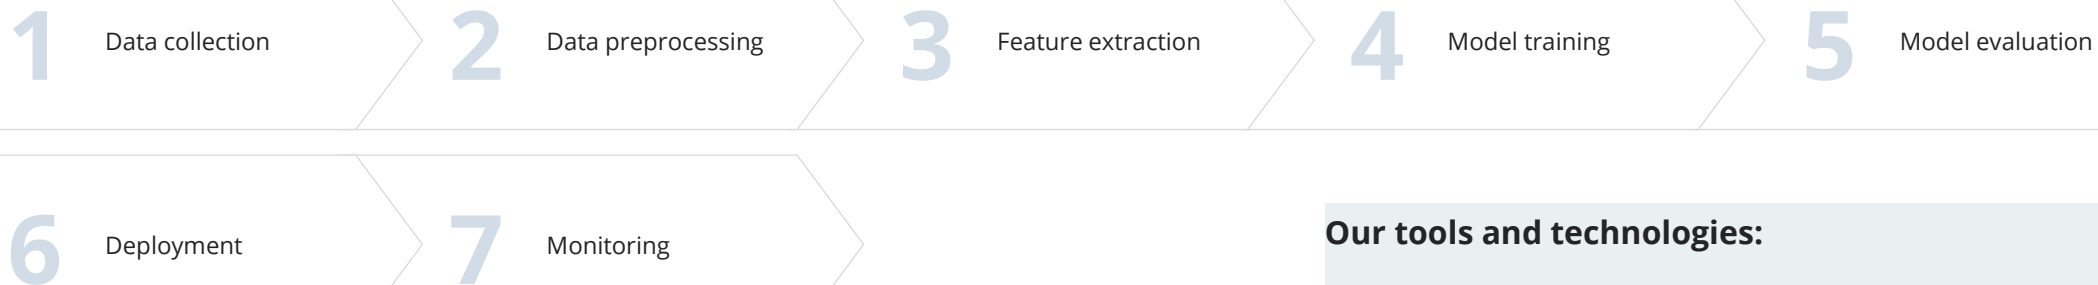 1 Data collection
2 Data preprocessing
3 Feature extraction
4 Model training
5 Model evaluation
6 Deployment
7 Monitoring
Our tools and technologies: